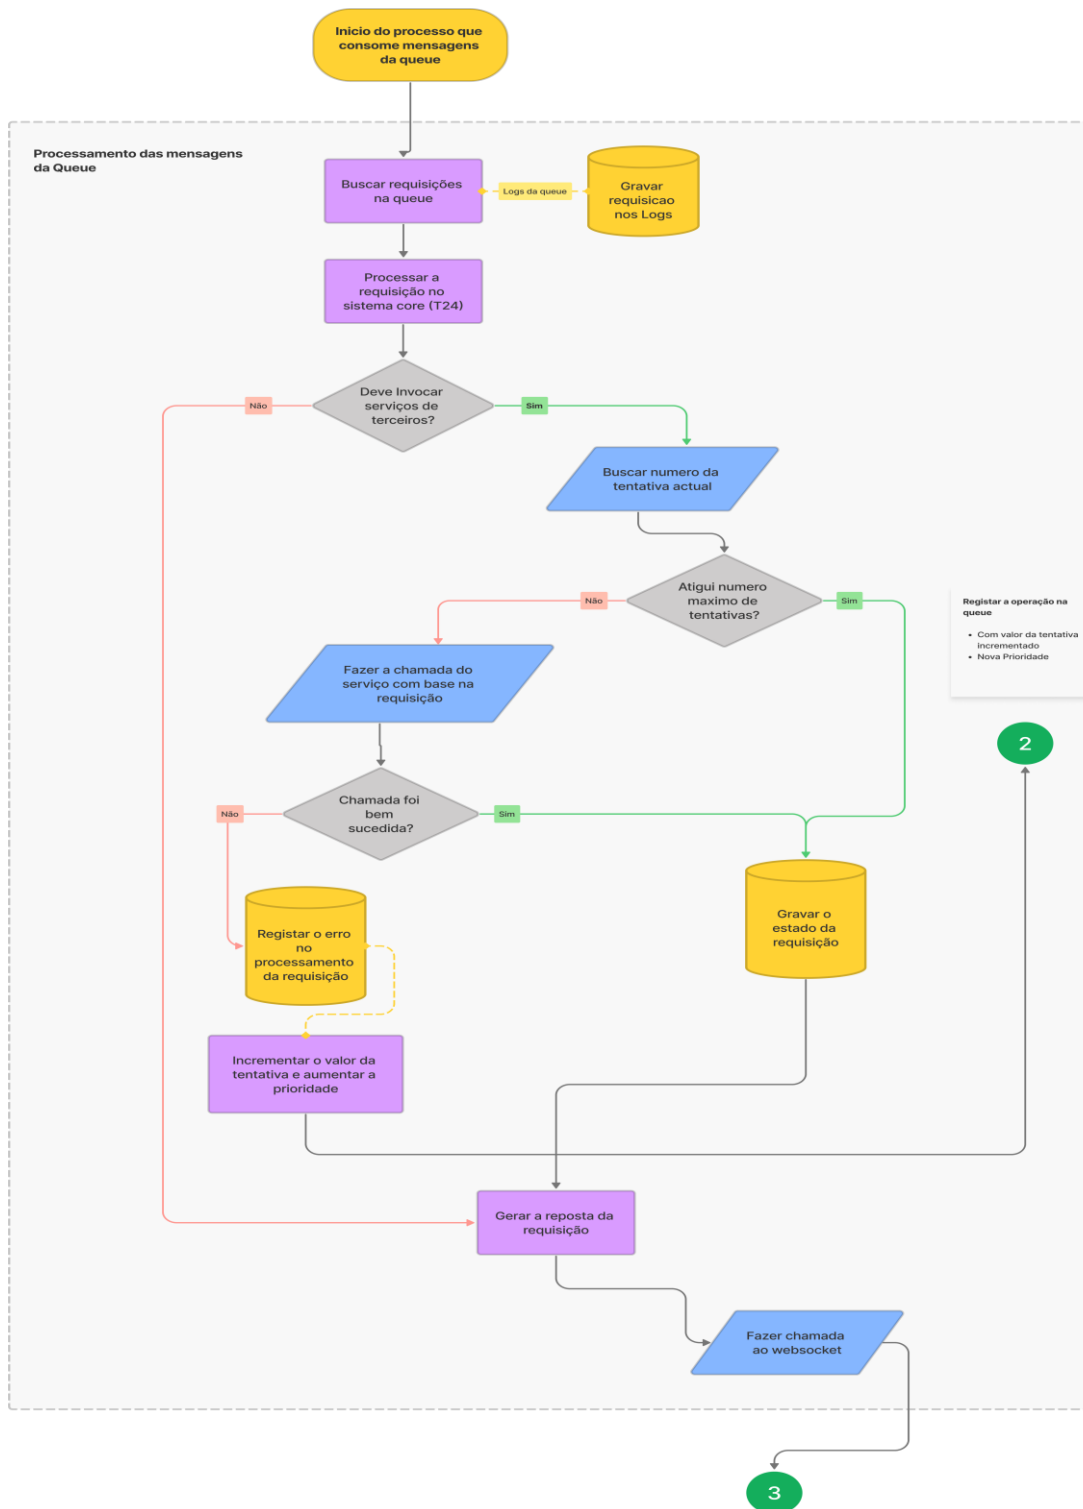 Inicio do processo que
consome mensagens
da queue
Processamento das mensagens
da Queue
Buscar requisições
na queue
Logs da queue
Gravar
requisicao
nos Logs
Processar a
requisição no
sistema core (T24)
Deve Invocar
serviços de
terceiros?
Não
Sim
Buscar numero da
tentativa actual
Atigui numero
maximo de
tentativas?
Não
Sim
Registar a operação na
queue
• Com valor da tentativa
incrementado
• Nova Prioridade
Fazer a chamada do
serviço com base na
requisição
2
Chamada foi
bem
sucedida?
Não
Sim
Registar o erro
no
processamento
da requisição
Gravar o
estado da
requisição
Incrementar o valor da
tentativa e aumentar a
prioridade
Gerar a reposta da
requisição
Fazer chamada
ao websocket
3